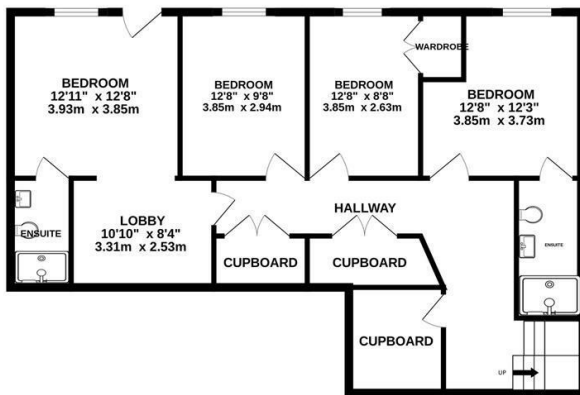 BEDROOM
12'11" x 12'8"
3.93m x 3.85m
BEDROOM
12'8" x 9'8"
3.85m x 2.94m
BEDROOM
12'8" x 8'8"
3.85m x 2.63m
WARDROBE
BEDROOM
12'8" x 12'3"
3.85m x 3.73m
ENSUITE
LOBBY
10'10" x 8'4"
3.31m x 2.53m
HALLWAY
ENSUITE
CUPBOARD
CUPBOARD
CUPBOARD
UP